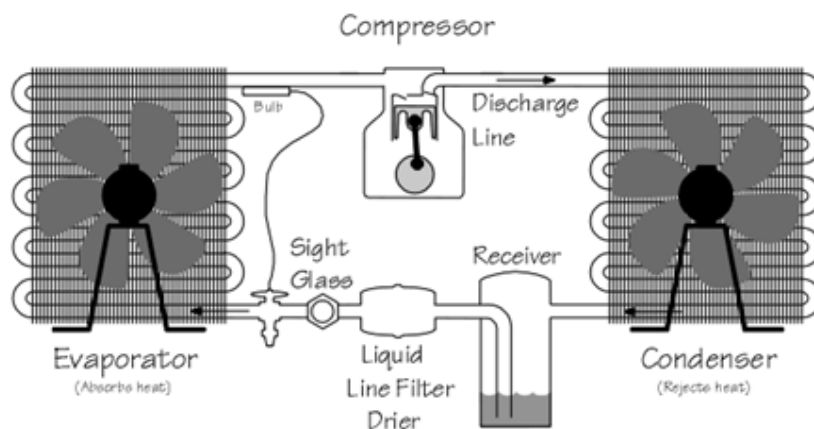 Compressor
Bulb
Discharge
Line
Sight
Glass
Receiver
Evaporator
(Absorbs heat)
Liquid
Line Filter
Drier
Condenser
(Rejects heat)